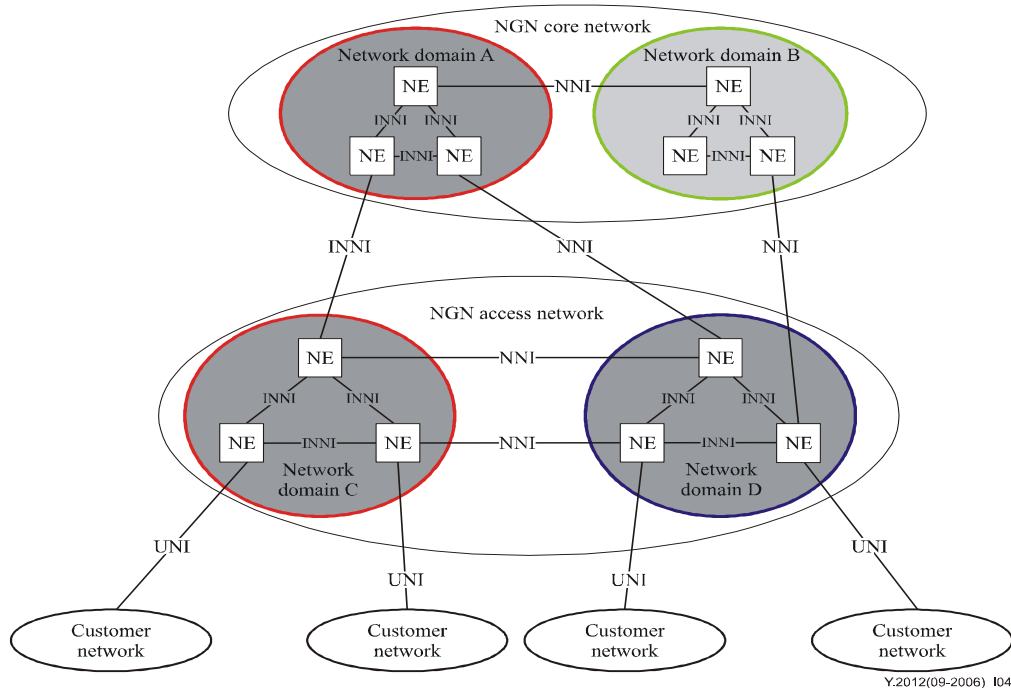 NGN core network
Network domain A
Network domain B
NE
NNI
NE
INNI
INNI
INNI
INNI
NE
INNI
NE
NE
INNI
NE
INNI
NNI
NNI
NGN access network
NE
NNI
NE
INNI
INNI
INNI
INNI
NE
INNI
NE
NNI
NE
INNI
NE
Network
domain C
Network
domain D
UNI
UNI
UNI
UNI
Customer
network
Customer
network
Customer
network
Customer
network
Y.2012(09-2006) I04